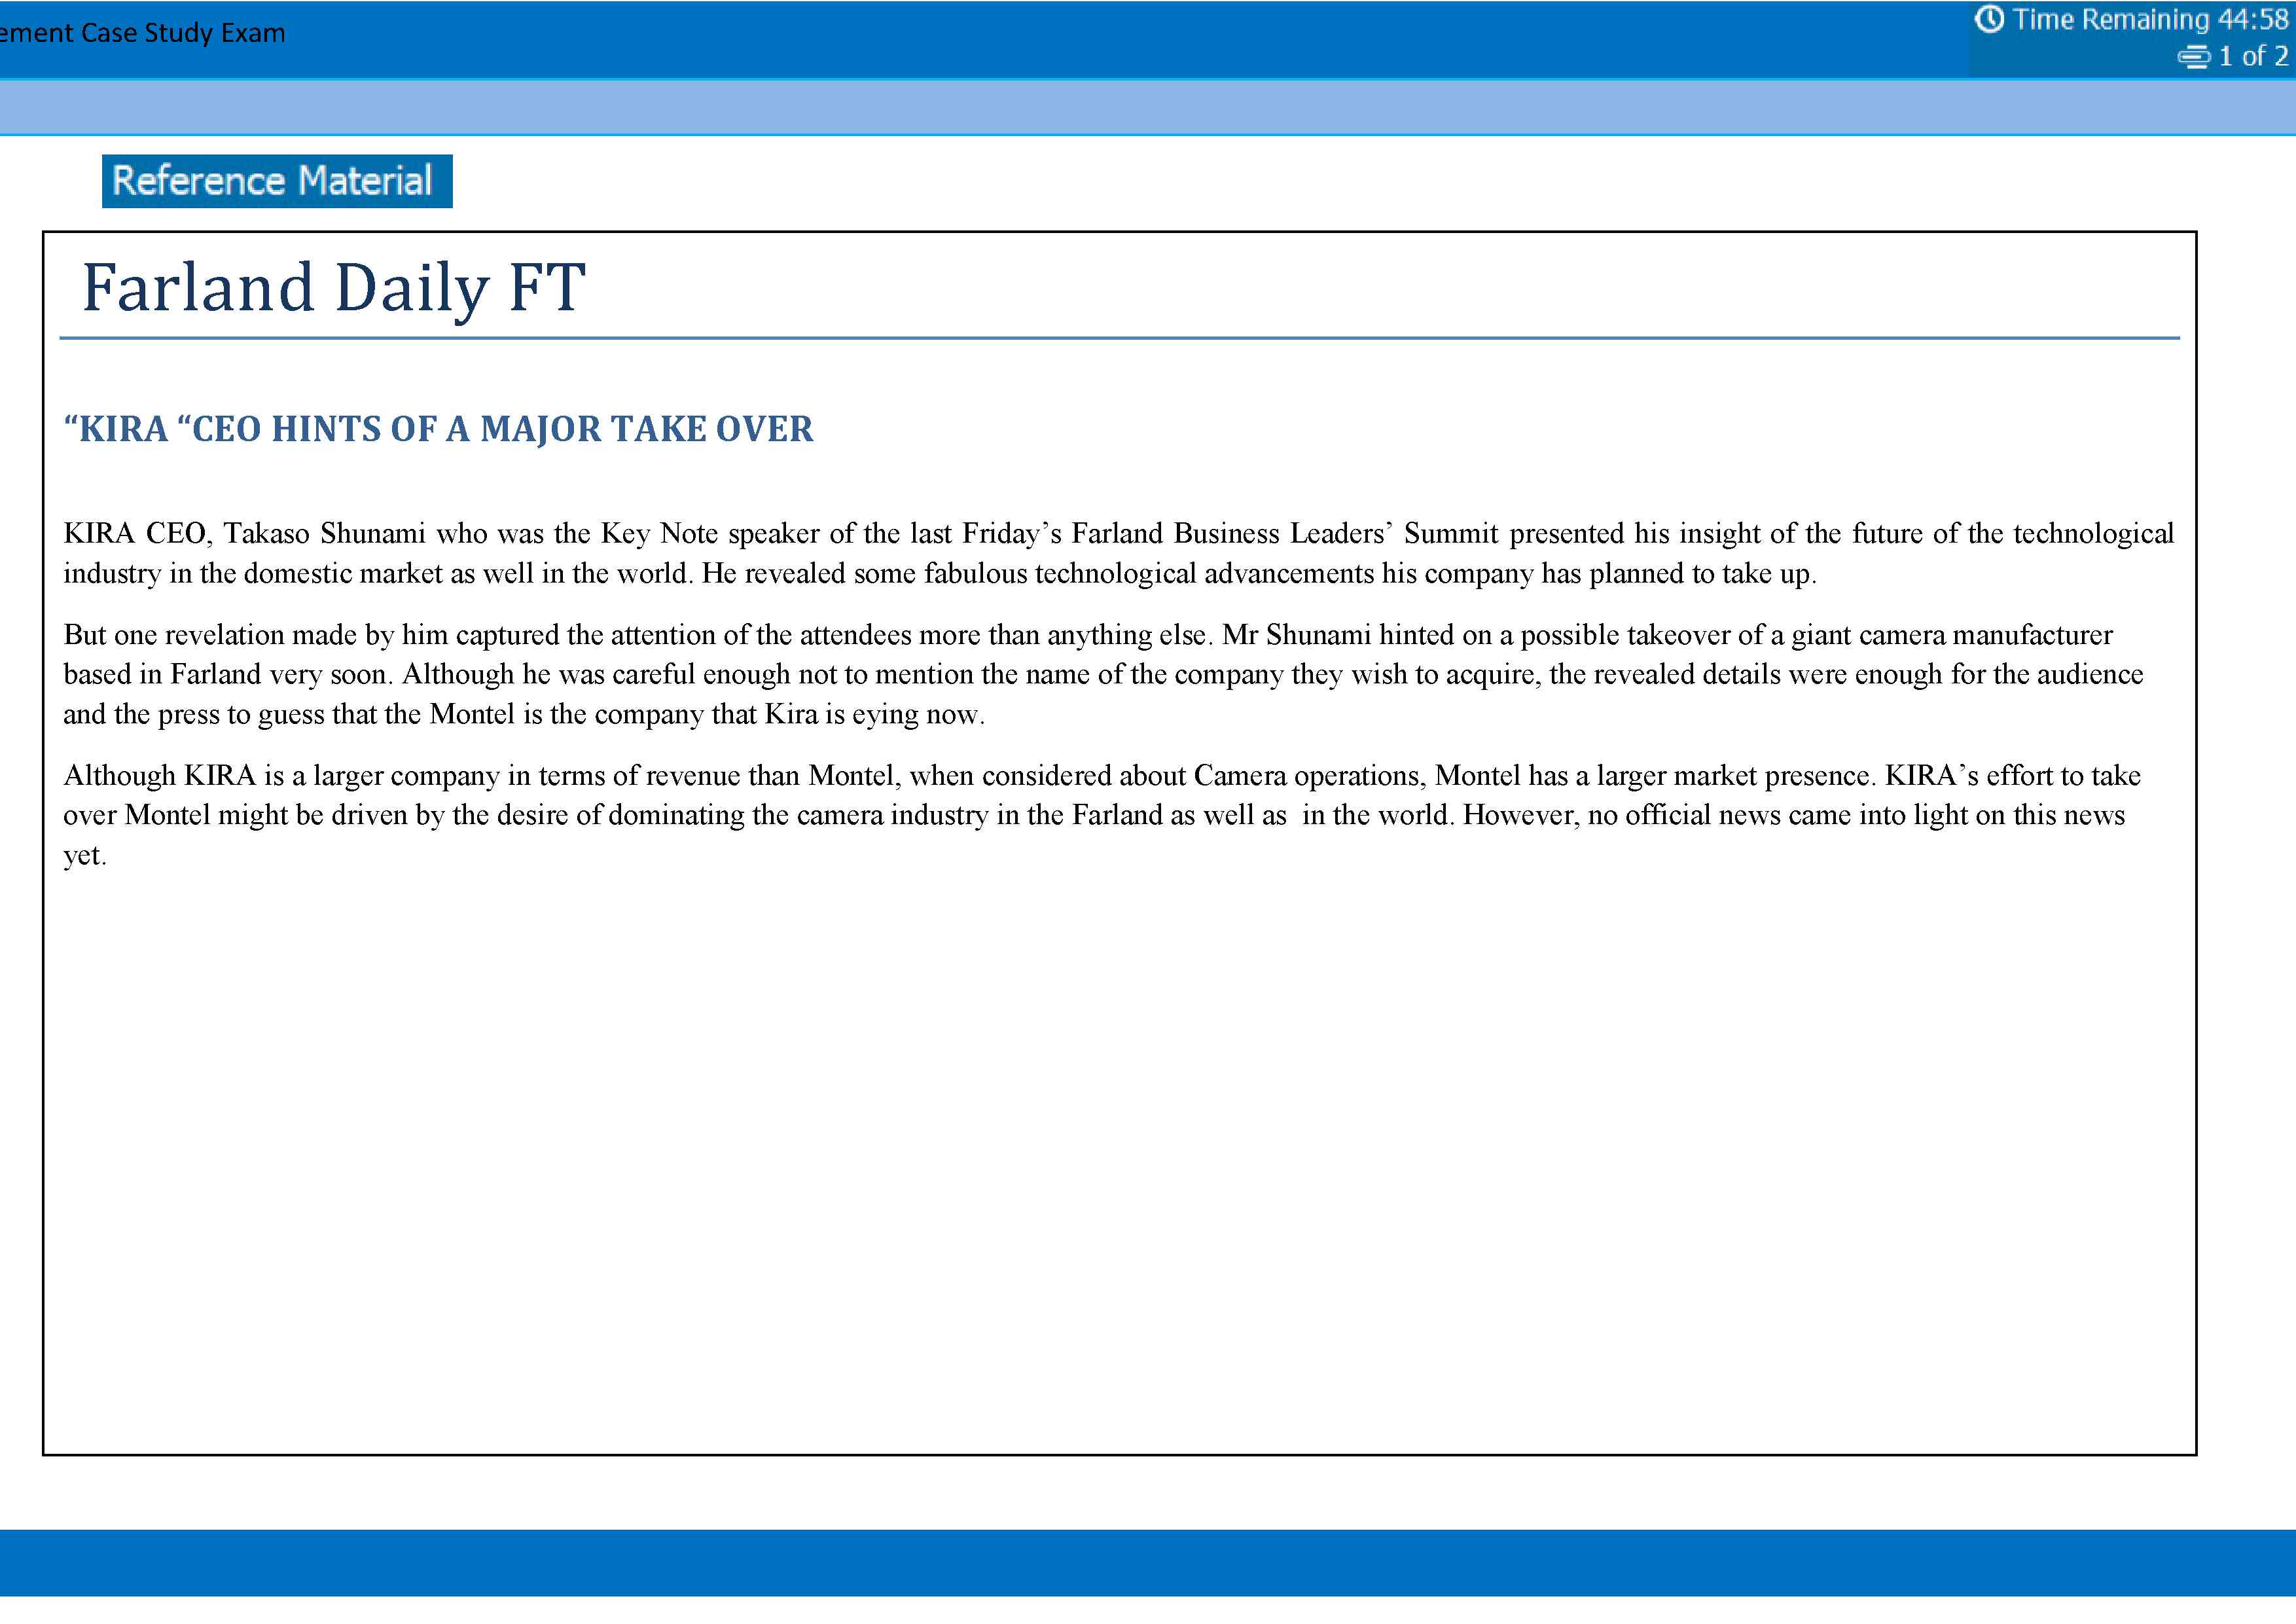 ement Case Study Exam
Time Remaining 44:58
1 of 2
Reference Material
Farland Daily FT
“KIRA “CEO HINTS OF A MAJOR TAKE OVER
KIRA CEO, Takaso Shunami who was the Key Note speaker of the last Friday’s Farland Business Leaders’ Summit presented his insight of the future of the technological
industry in the domestic market as well in the world. He revealed some fabulous technological advancements his company has planned to take up.
But one revelation made by him captured the attention of the attendees more than anything else. Mr Shunami hinted on a possible takeover of a giant camera manufacturer
based in Farland very soon. Although he was careful enough not to mention the name of the company they wish to acquire, the revealed details were enough for the audience
and the press to guess that the Montel is the company that Kira is eying now.
Although KIRA is a larger company in terms of revenue than Montel, when considered about Camera operations, Montel has a larger market presence. KIRA’s effort to take
over Montel might be driven by the desire of dominating the camera industry in the Farland as well as  in the world. However, no official news came into light on this news
yet.